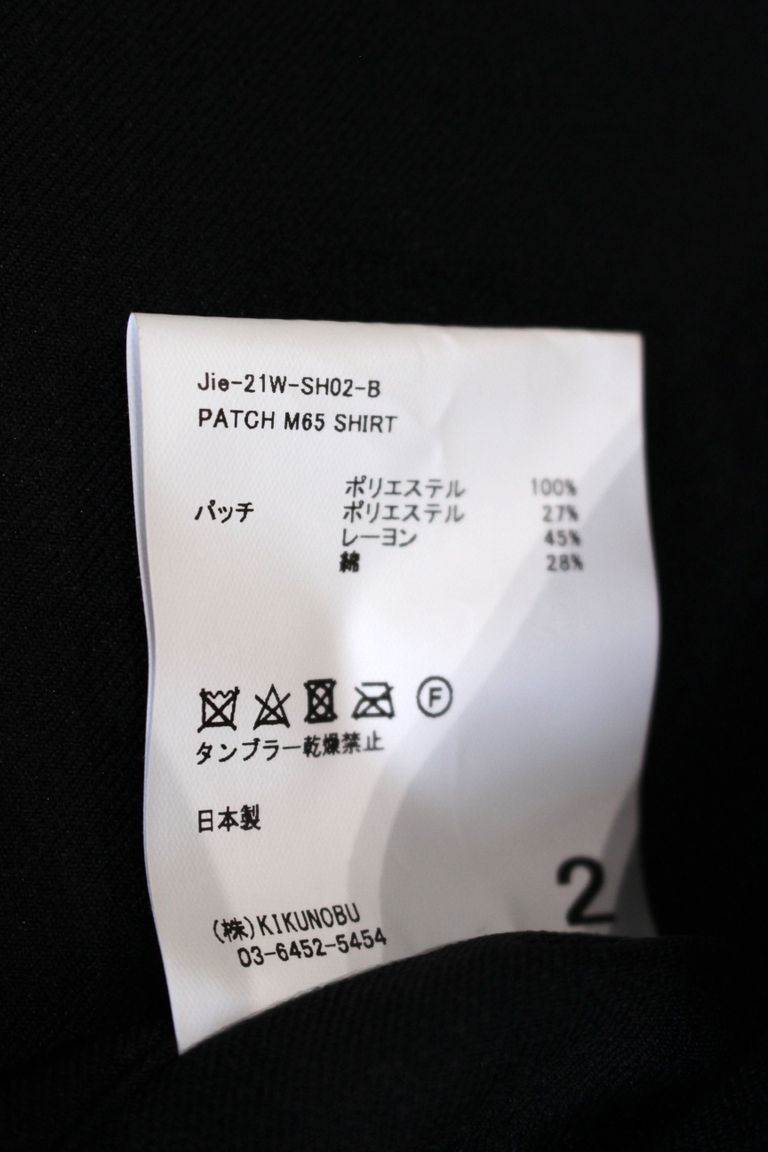 Jie-21W-SH02-B
PATCH M65 SHIRT
ポリエステル 100%
パッチ ポリエステル 27%
レーヨン 45%
綿 28%
F
タンブラー乾燥禁止
日本製
2
(株)KIKUNOBU
03-6452-5454